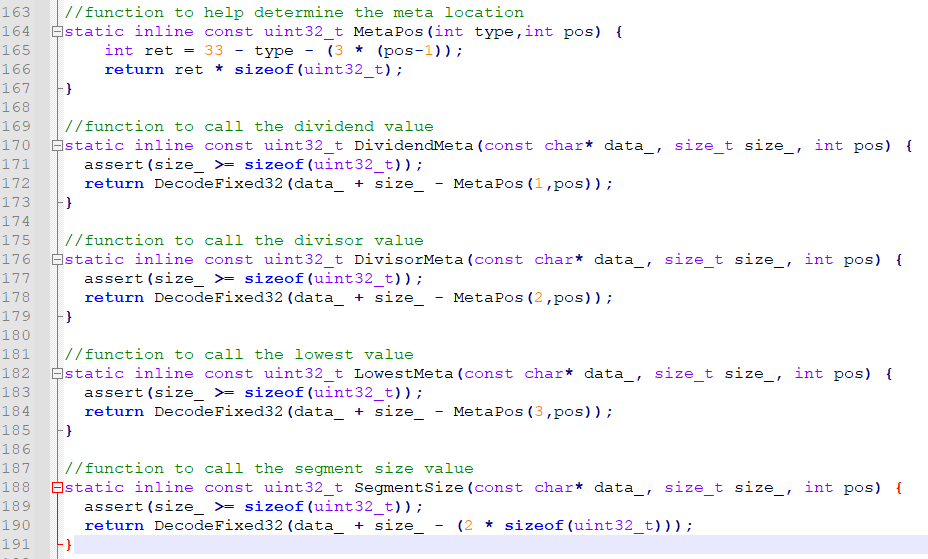 163 //function to help determine the meta location
164 static inline const uint32_t MetaPos(int type,int pos) {
165     int ret = 33 - type - (3 * (pos-1));
166     return ret * sizeof(uint32_t);
167 }
168
169 //function to call the dividend value
170 static inline const uint32_t DividendMeta(const char* data_, size_t size_, int pos) {
171   assert(size_ >= sizeof(uint32_t));
172   return DecodeFixed32(data_ + size_ - MetaPos(1,pos));
173 }
174
175 //function to call the divisor value
176 static inline const uint32_t DivisorMeta(const char* data_, size_t size_, int pos) {
177   assert(size_ >= sizeof(uint32_t));
178   return DecodeFixed32(data_ + size_ - MetaPos(2,pos));
179 }
180
181 //function to call the lowest value
182 static inline const uint32_t LowestMeta(const char* data_, size_t size_, int pos) {
183   assert(size_ >= sizeof(uint32_t));
184   return DecodeFixed32(data_ + size_ - MetaPos(3,pos));
185 }
186
187 //function to call the segment size value
188 static inline const uint32_t SegmentSize(const char* data_, size_t size_, int pos) {
189   assert(size_ >= sizeof(uint32_t));
190   return DecodeFixed32(data_ + size_ - (2 * sizeof(uint32_t)));
191 }